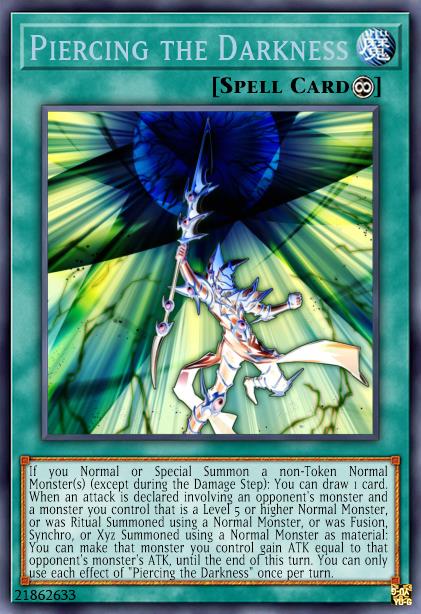 PIERCING THE DARKNESS
魔
[SPELL CARD∞]
If you Normal or Special Summon a non-Token Normal
Monster(s) (except during the Damage Step): You can draw 1 card.
When an attack is declared involving an opponent's monster and
a monster you control that is a Level 5 or higher Normal Monster,
or was Ritual Summoned using a Normal Monster, or was Fusion,
Synchro, or Xyz Summoned using a Normal Monster as material:
You can make that monster you control gain ATK equal to that
opponent's monster's ATK, until the end of this turn. You can only
use each effect of "Piercing the Darkness" once per turn.
21862633